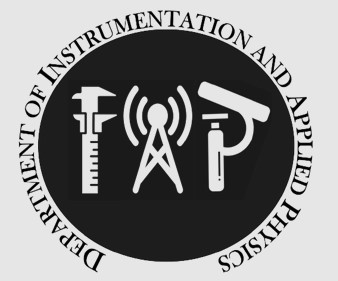 DEPARTMENT OF INSTRUMENTATION AND APPLIED PHYSICS